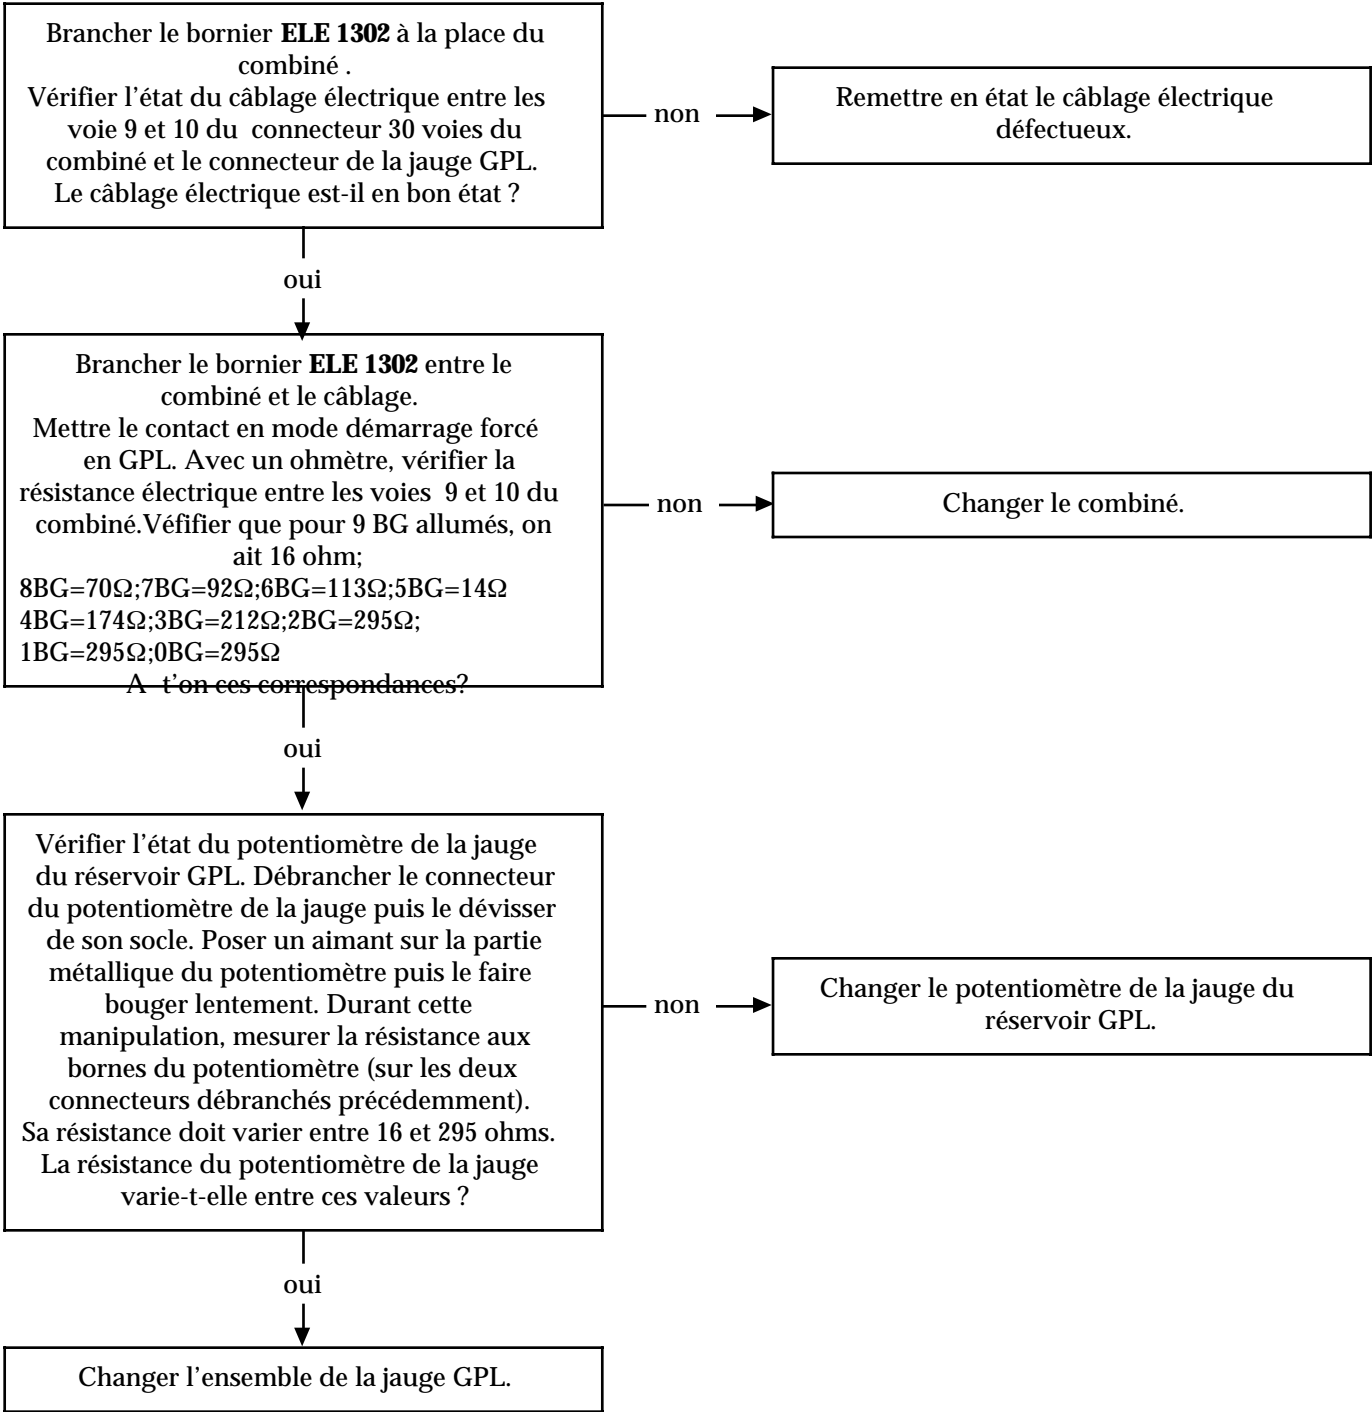 Brancher le bornier ELE 1302 à la place du
combiné .
Vérifier l'état du câblage électrique entre les
voie 9 et 10 du connecteur 30 voies du
combiné et le connecteur de la jauge GPL.
Le câblage électrique est-il en bon état ?
non
Remettre en état le câblage électrique
défectueux.
oui
Brancher le bornier ELE 1302 entre le
combiné et le câblage.
Mettre le contact en mode démarrage forcé
en GPL. Avec un ohmètre, vérifier la
résistance électrique entre les voies 9 et 10 du
combiné.Véfifier que pour 9 BG allumés, on
ait 16 ohm;
8BG=70Ω;7BG=92Ω;6BG=113Ω;5BG=14Ω
4BG=174Ω;3BG=212Ω;2BG=295Ω;
1BG=295Ω;0BG=295Ω
A t'on ces correspondances?
non
Changer le combiné.
oui
Vérifier l'état du potentiomètre de la jauge
du réservoir GPL. Débrancher le connecteur
du potentiomètre de la jauge puis le dévisser
de son socle. Poser un aimant sur la partie
métallique du potentiomètre puis le faire
bouger lentement. Durant cette
manipulation, mesurer la résistance aux
bornes du potentiomètre (sur les deux
connecteurs débranchés précédemment).
Sa résistance doit varier entre 16 et 295 ohms.
La résistance du potentiomètre de la jauge
varie-t-elle entre ces valeurs ?
non
Changer le potentiomètre de la jauge du
réservoir GPL.
oui
Changer l'ensemble de la jauge GPL.